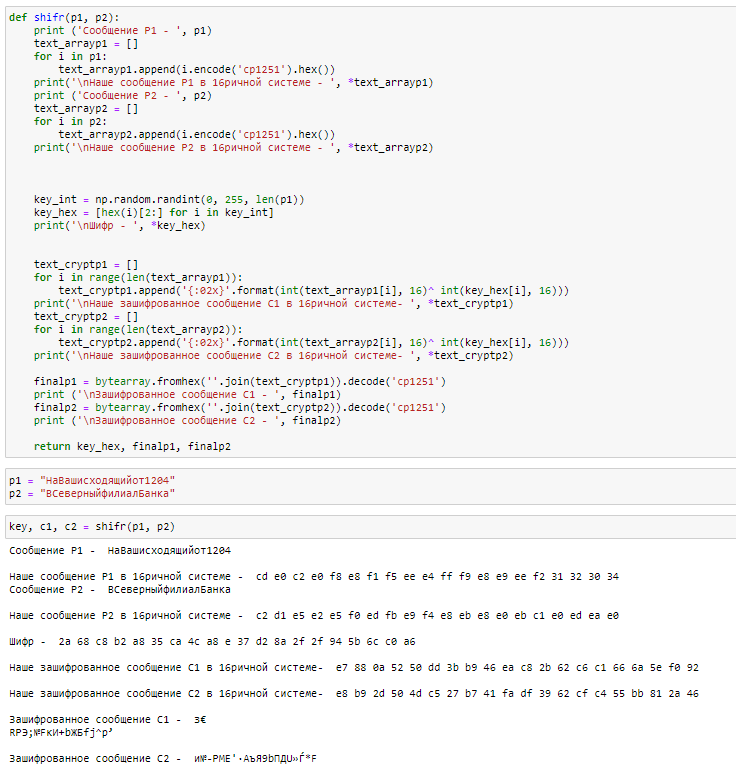 def shifr(p1, p2):
    print ('Сообщение P1 - ', p1)
    text_arrayp1 = []
    for i in p1:
        text_arrayp1.append(i.encode('cp1251').hex())
    print('\nНаше сообщение P1 в 16ричной системе - ', *text_arrayp1)
    print ('Сообщение P2 - ', p2)
    text_arrayp2 = []
    for i in p2:
        text_arrayp2.append(i.encode('cp1251').hex())
    print('\nНаше сообщение P2 в 16ричной системе - ', *text_arrayp2)
    key_int = np.random.randint(0, 255, len(p1))
    key_hex = [hex(i)[2:] for i in key_int]
    print('\nШифр - ', *key_hex)
    text_cryptp1 = []
    for i in range(len(text_arrayp1)):
        text_cryptp1.append('{:02x}'.format(int(text_arrayp1[i], 16)^ int(key_hex[i], 16)))
    print('\nНаше зашифрованное сообщение C1 в 16ричной системе- ', *text_cryptp1)
    text_cryptp2 = []
    for i in range(len(text_arrayp2)):
        text_cryptp2.append('{:02x}'.format(int(text_arrayp2[i], 16)^ int(key_hex[i], 16)))
    print('\nНаше зашифрованное сообщение C2 в 16ричной системе- ', *text_cryptp2)
    finalp1 = bytearray.fromhex(''.join(text_cryptp1)).decode('cp1251')
    print ('\nЗашифрованное сообщение C1 - ', finalp1)
    finalp2 = bytearray.fromhex(''.join(text_cryptp2)).decode('cp1251')
    print ('\nЗашифрованное сообщение C2 - ', finalp2)
    return key_hex, finalp1, finalp2
p1 = "НаВашисходящийот1204"
p2 = "ВСеверныйфилиалБанка"
key, c1, c2 = shifr(p1, p2)
Сообщение P1 -  НаВашисходящийот1204
Наше сообщение P1 в 16ричной системе -  cd e0 c2 e0 f8 e8 f1 f5 ee e4 ff f9 e8 e9 ee f2 31 32 30 34
Сообщение P2 -  ВСеверныйфилиалБанка
Наше сообщение P2 в 16ричной системе -  c2 d1 e5 e2 e5 f0 ed fb e9 f4 e8 eb e8 e0 eb c1 e0 ed ea e0
Шифр -  2a 68 c8 b2 a8 35 ca 4c a8 e 37 d2 8a 2f 2f 94 5b 6c c0 a6
Наше зашифрованное сообщение C1 в 16ричной системе-  e7 88 0a 52 50 dd 3b b9 46 ea c8 2b 62 c6 c1 66 6a 5e f0 92
Наше зашифрованное сообщение C2 в 16ричной системе-  e8 b9 2d 50 4d c5 27 b7 41 fa df 39 62 cf c4 55 bb 81 2a 46
Зашифрованное сообщение C1 -  з€
RPЭ;№FкИ+bЖБfj^р’
Зашифрованное сообщение C2 -  и№-PMЕ'·AъЯ9bПДU»Ѓ*F